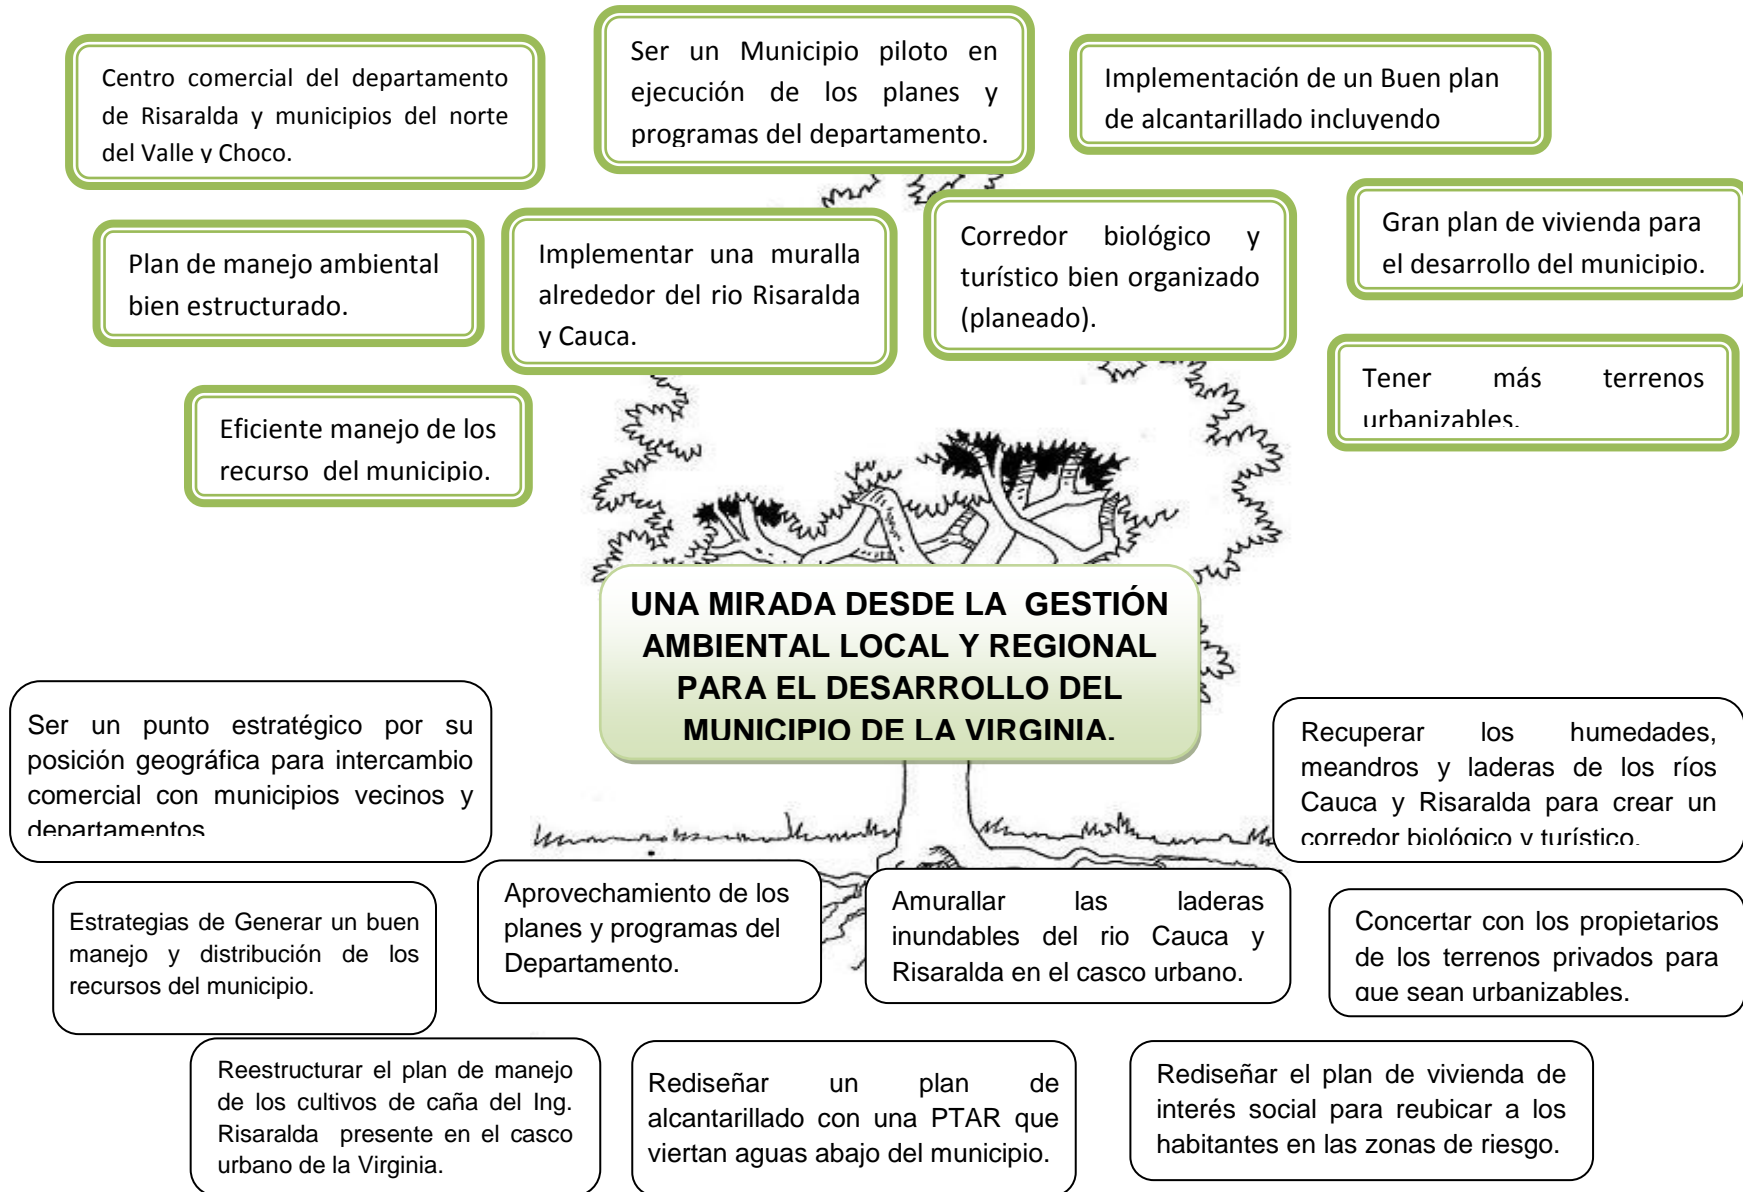 Centro comercial del departamento
de Risaralda y municipios del norte
del Valle y Choco.
Ser un Municipio piloto en
ejecución de los planes y
programas del departamento.
Implementación de un Buen plan
de alcantarillado incluyendo
Plan de manejo ambiental
bien estructurado.
Implementar una muralla
alrededor del rio Risaralda
y Cauca.
Corredor biológico y
turístico bien organizado
(planeado).
Gran plan de vivienda para
el desarrollo del municipio.
Eficiente manejo de los
recurso del municipio.
Tener más terrenos
urbanizables.
UNA MIRADA DESDE LA GESTIÓN
AMBIENTAL LOCAL Y REGIONAL
PARA EL DESARROLLO DEL
MUNICIPIO DE LA VIRGINIA.
Ser un punto estratégico por su
posición geográfica para intercambio
comercial con municipios vecinos y
departamentos
Recuperar los humedades,
meandros y laderas de los ríos
Cauca y Risaralda para crear un
corredor biológico y turístico.
Estrategias de Generar un buen
manejo y distribución de los
recursos del municipio.
Aprovechamiento de los
planes y programas del
Departamento.
Amurallar las laderas
inundables del rio Cauca y
Risaralda en el casco urbano.
Concertar con los propietarios
de los terrenos privados para
que sean urbanizables.
Reestructurar el plan de manejo
de los cultivos de caña del Ing.
Risaralda presente en el casco
urbano de la Virginia.
Rediseñar un plan de
alcantarillado con una PTAR que
viertan aguas abajo del municipio.
Rediseñar el plan de vivienda de
interés social para reubicar a los
habitantes en las zonas de riesgo.